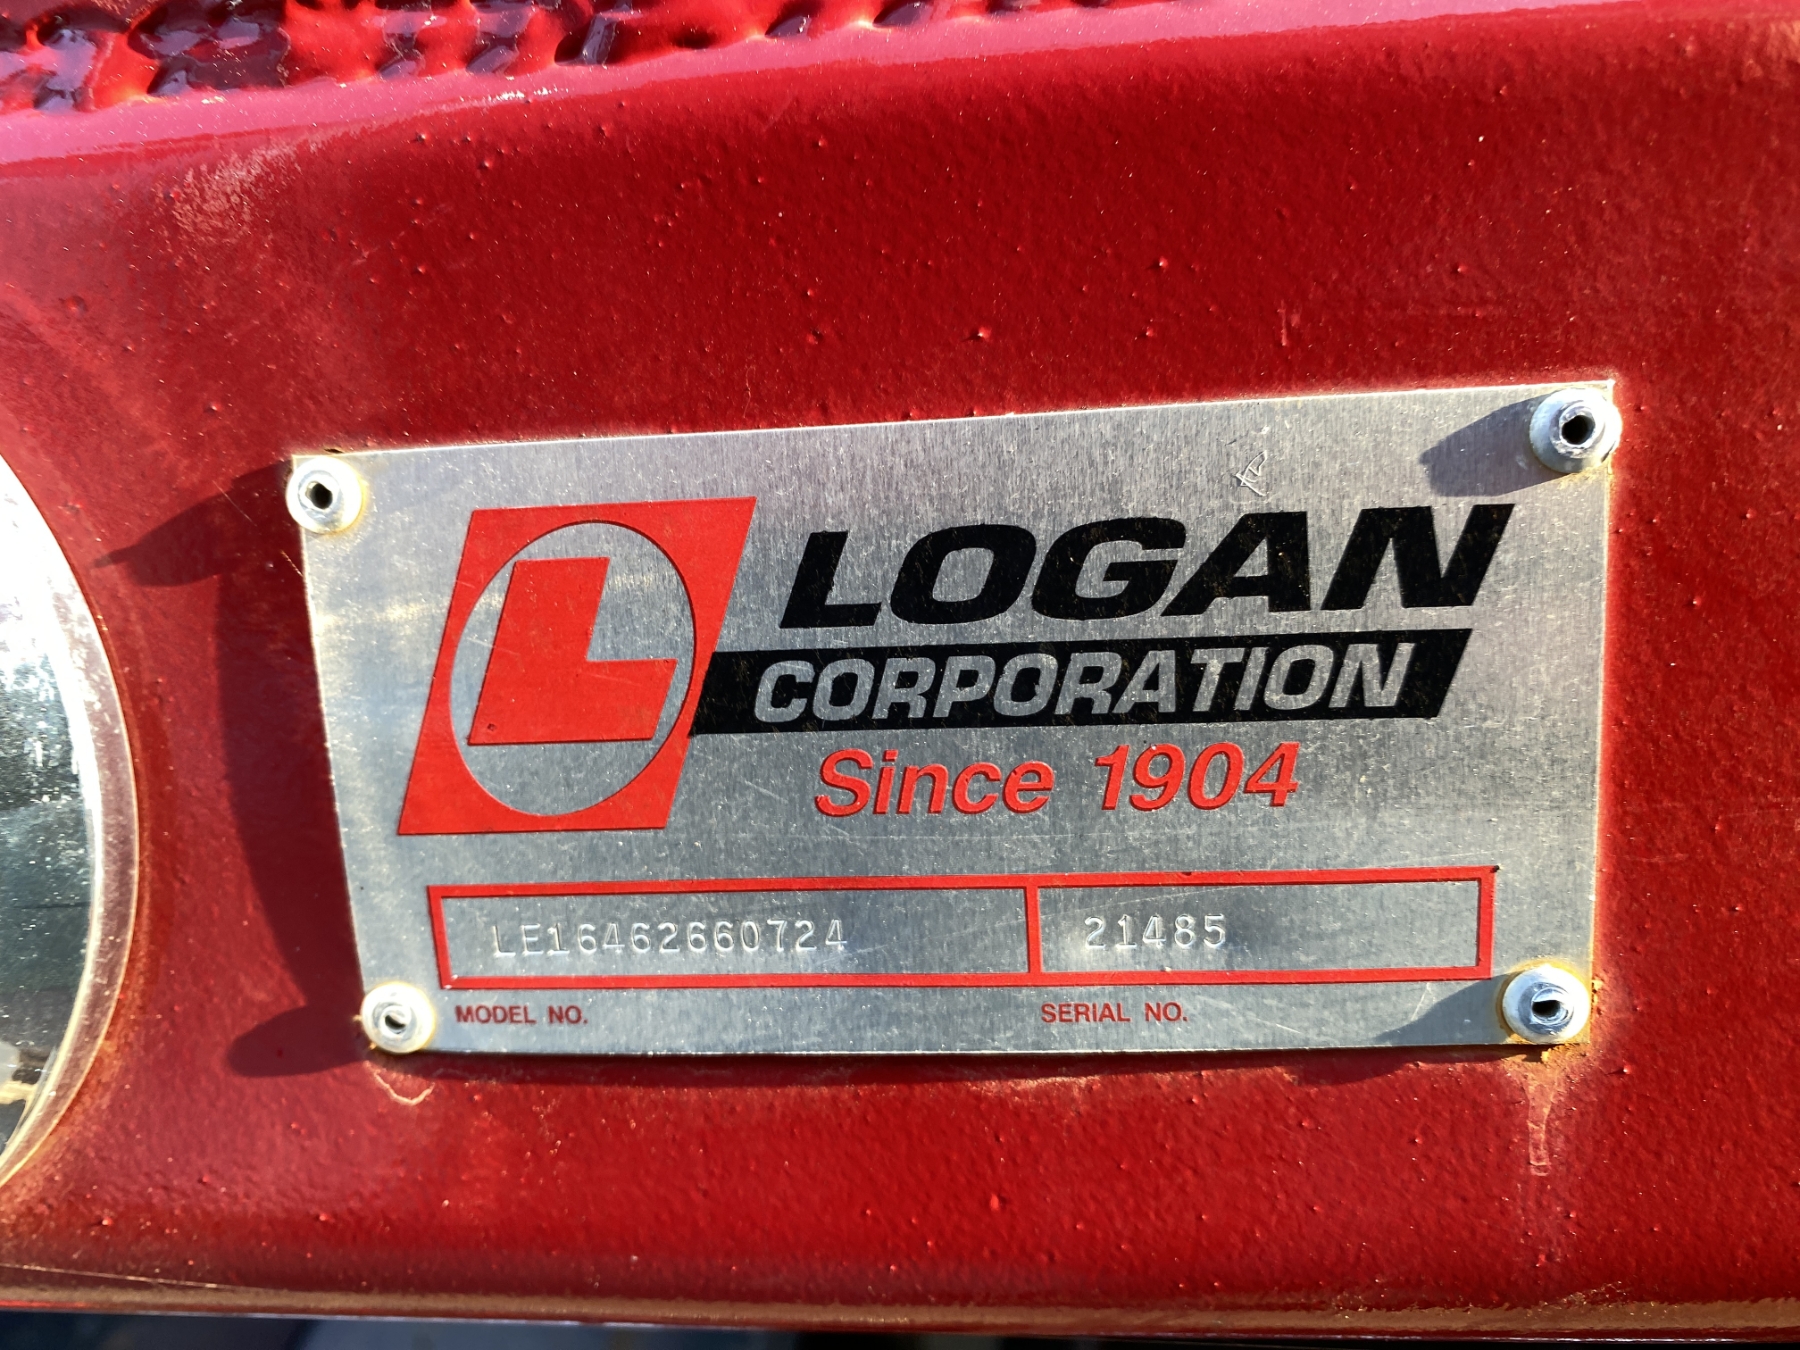 L
LOGAN
CORPORATION
Since 1904
LE16462660724
21485
MODEL NO.
SERIAL NO.